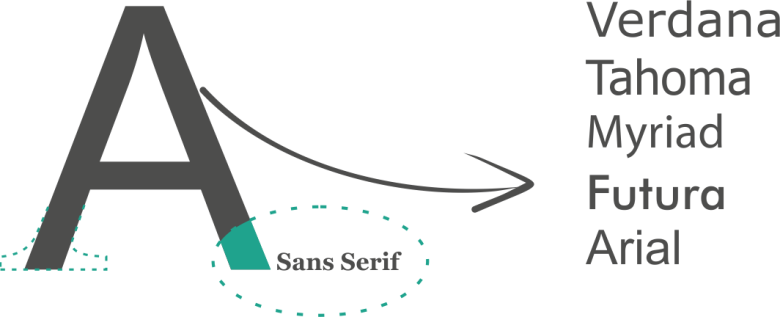 A
Sans Serif
Verdana
Tahoma
Myriad
Futura
Arial